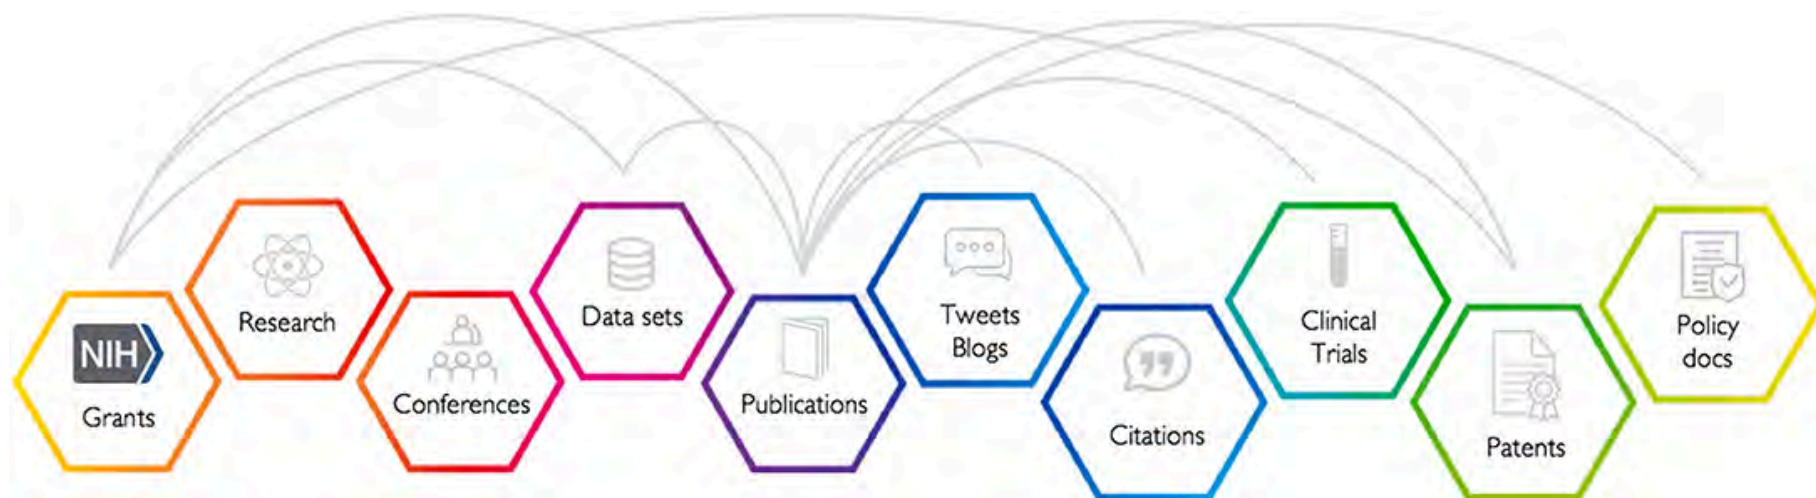 NIH
Grants
Research
Conferences
Data sets
Publications
Tweets
Blogs
Citations
Clinical
Trials
Patents
Policy
docs